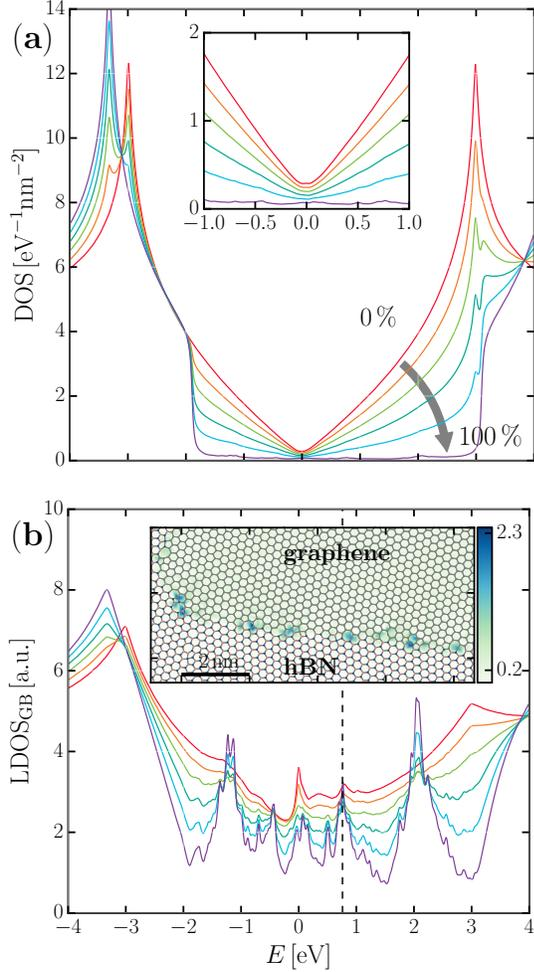 (a)
14
12
10
8
6
4
2
0
DOS [eV⁻¹nm⁻²]
2
1
0
−1.0 −0.5 0.0 0.5 1.0
0 %
100 %
(b)
10
8
6
4
2
0
LDOS_GB [a.u.]
graphene
hBN
2 nm
2.3
0.2
−4 −3 −2 −1 0 1 2 3 4
E [eV]